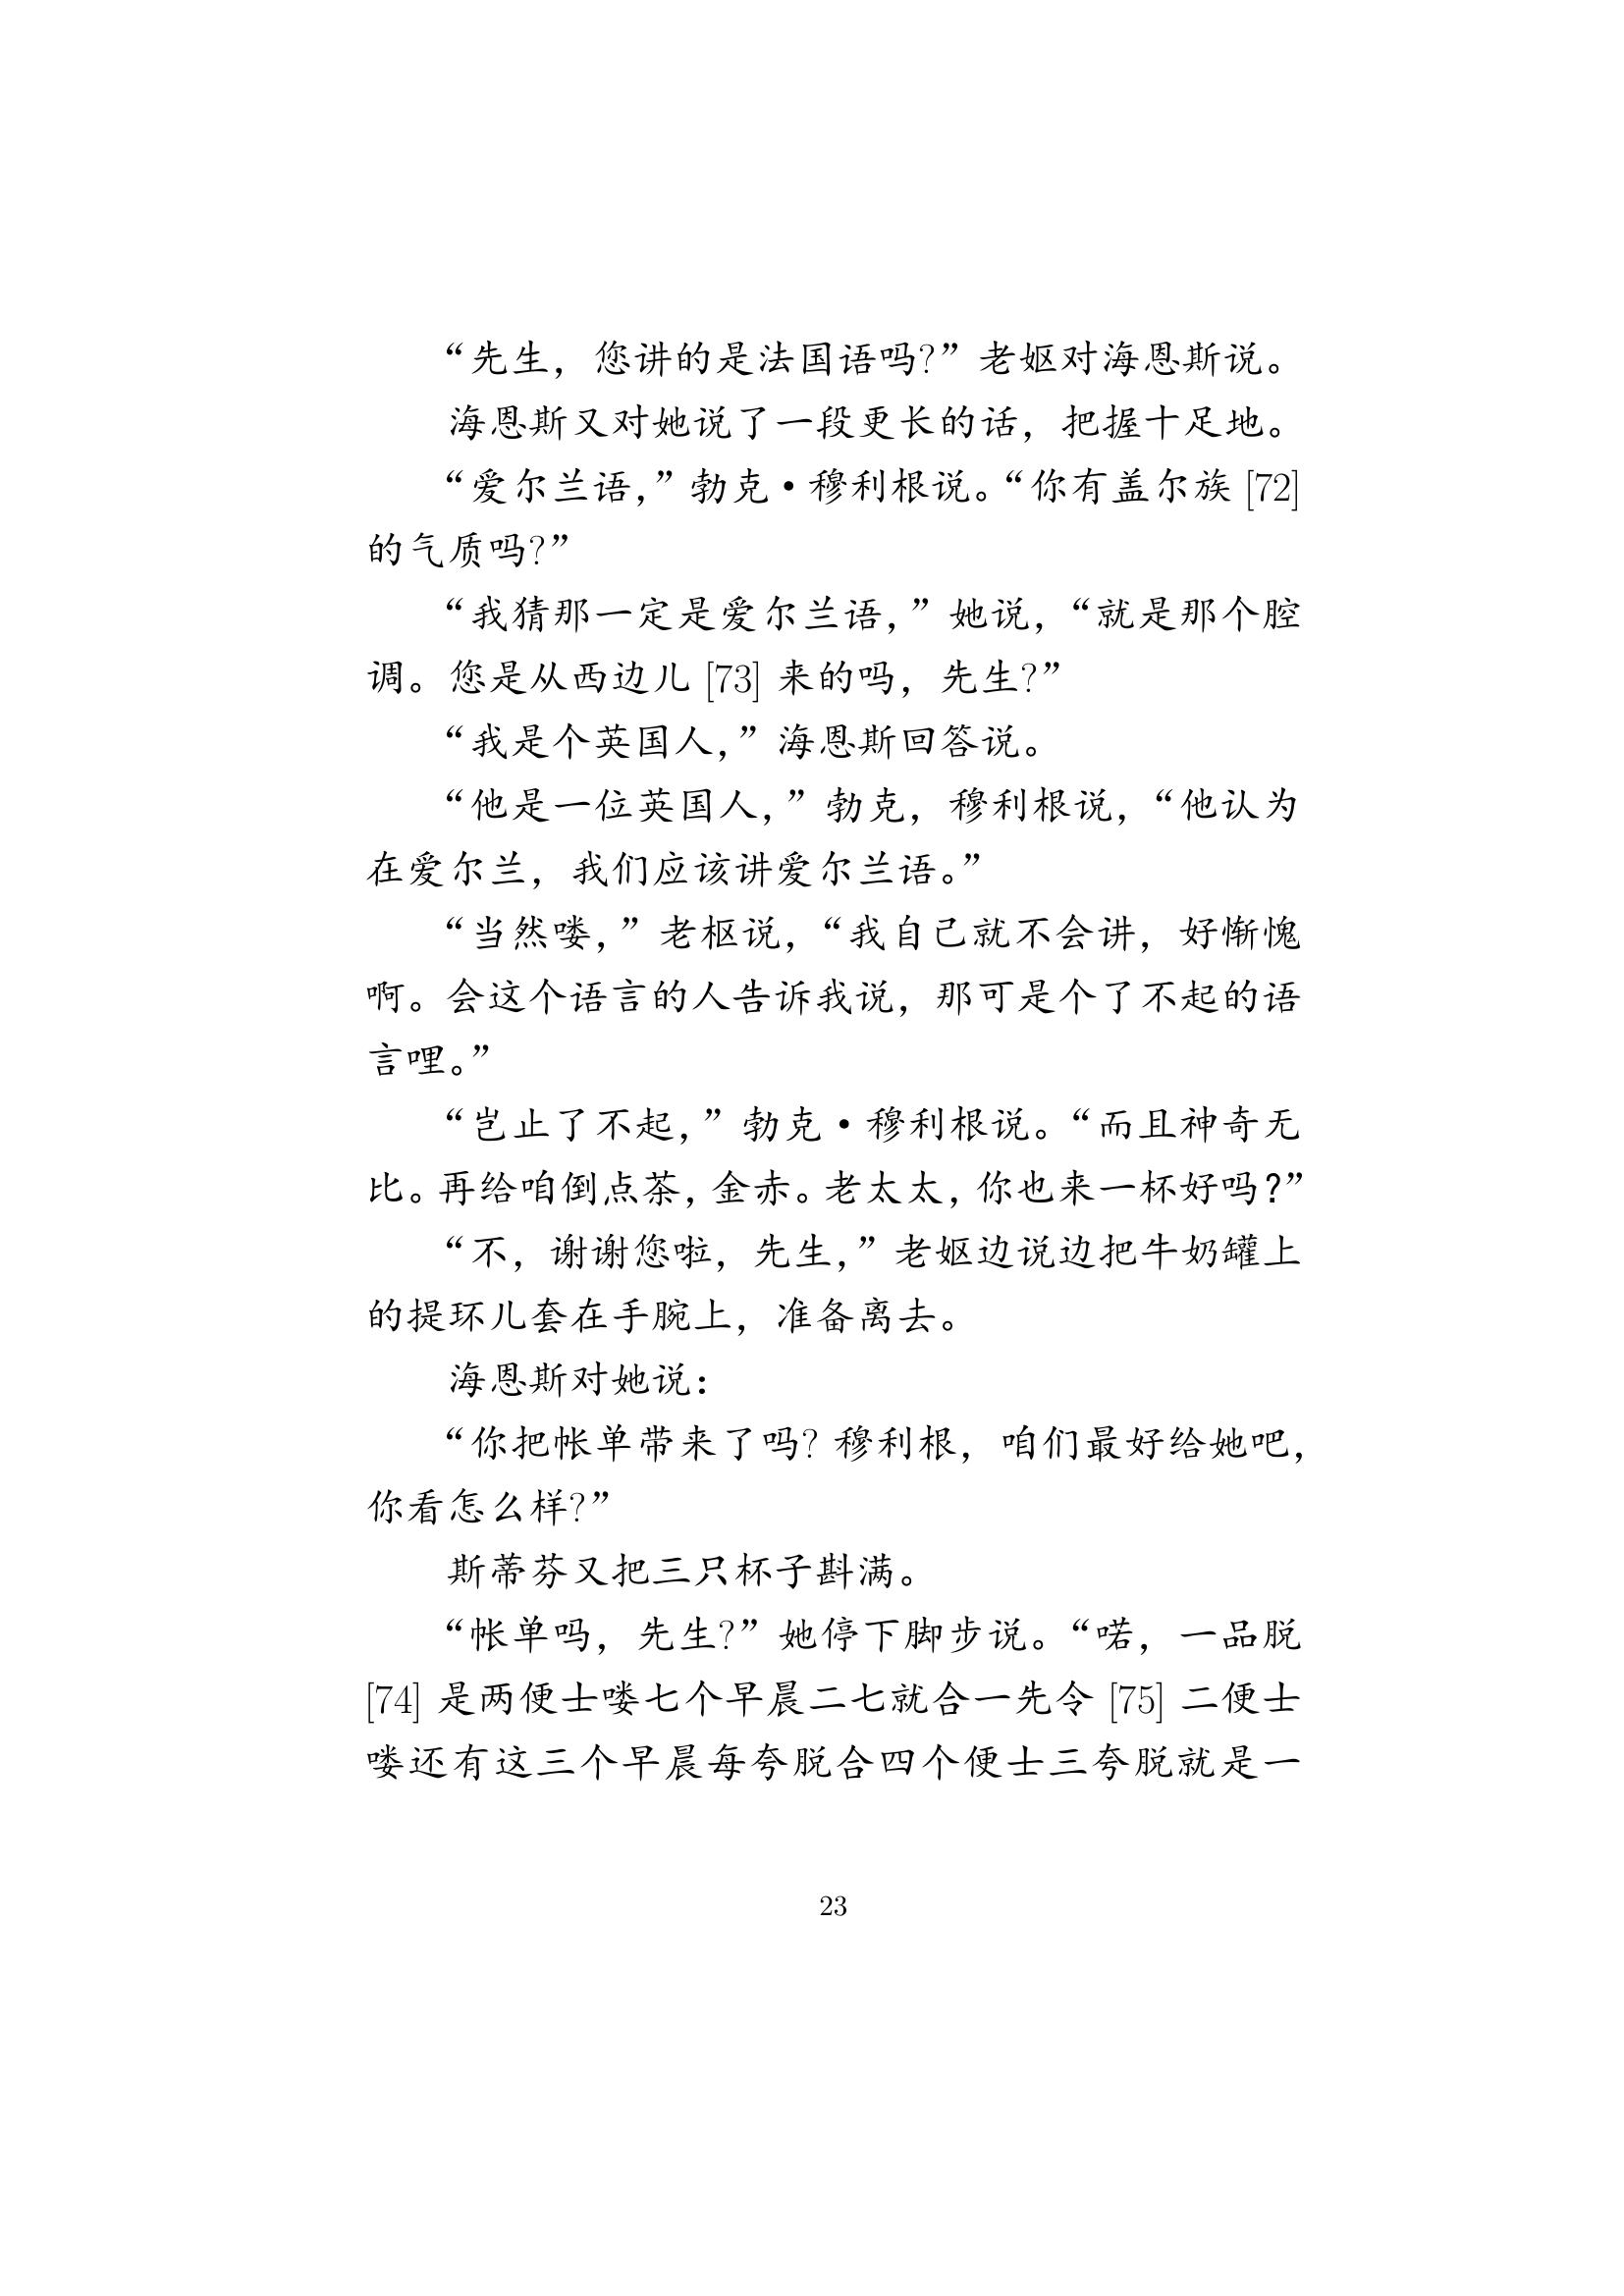 “先生，您讲的是法国语吗?”老妪对海恩斯说。
海恩斯又对她说了一段更长的话，把握十足地。
“爱尔兰语，”勃克·穆利根说。“你有盖尔族 [72]
的气质吗?”
“我猜那一定是爱尔兰语，”她说，“就是那个腔
调。您是从西边儿 [73] 来的吗，先生?”
“我是个英国人，”海恩斯回答说。
“他是一位英国人，”勃克，穆利根说，“他认为
在爱尔兰，我们应该讲爱尔兰语。”
“当然喽，”老枢说，“我自己就不会讲，好惭愧
啊。会这个语言的人告诉我说，那可是个了不起的语
言哩。”
“岂止了不起，”勃克·穆利根说。“而且神奇无
比。再给咱倒点茶，金赤。老太太，你也来一杯好吗？”
“不，谢谢您啦，先生，”老妪边说边把牛奶罐上
的提环儿套在手腕上，准备离去。
海恩斯对她说：
“你把帐单带来了吗? 穆利根，咱们最好给她吧，
你看怎么样?”
斯蒂芬又把三只杯子斟满。
“帐单吗，先生?”她停下脚步说。“喏，一品脱
[74] 是两便士喽七个早晨二七就合一先令 [75] 二便士
喽还有这三个早晨每夸脱合四个便士三夸脱就是一
23